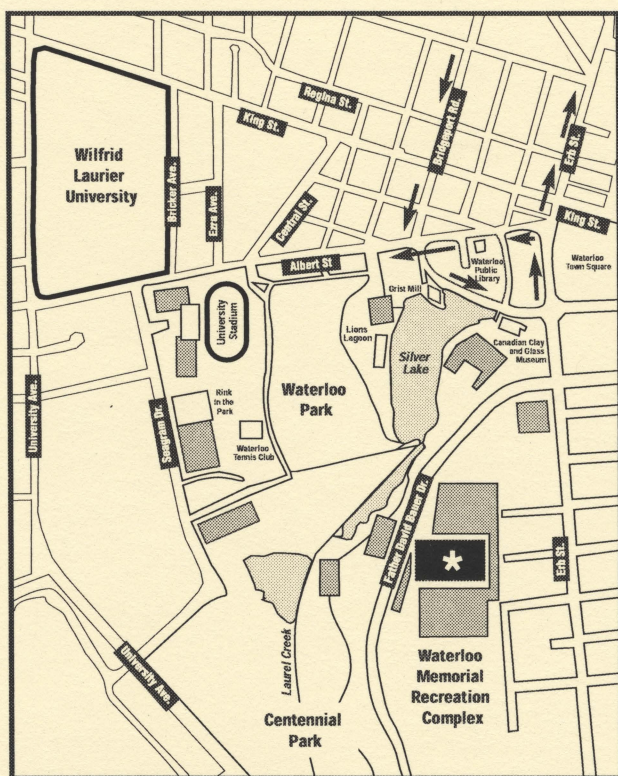 Regina St.
King St.
Bridgeport Rd.
Erb St.
Wilfrid
Laurier
University
Bricker Ave.
Ezra Ave.
Central St.
King St.
Albert St
Waterloo
Public
Library
Waterloo
Town Square
Grist Mill
University
Stadium
Lions
Lagoon
Silver
Lake
Canadian Clay
and Glass
Museum
University Ave.
Seagram Dr.
Rink
in the
Park
Waterloo
Park
Waterloo
Tennis Club
Father David Bauer Dr.
*
Erb St.
Laurel Creek
University Ave.
Waterloo
Memorial
Recreation
Complex
Centennial
Park